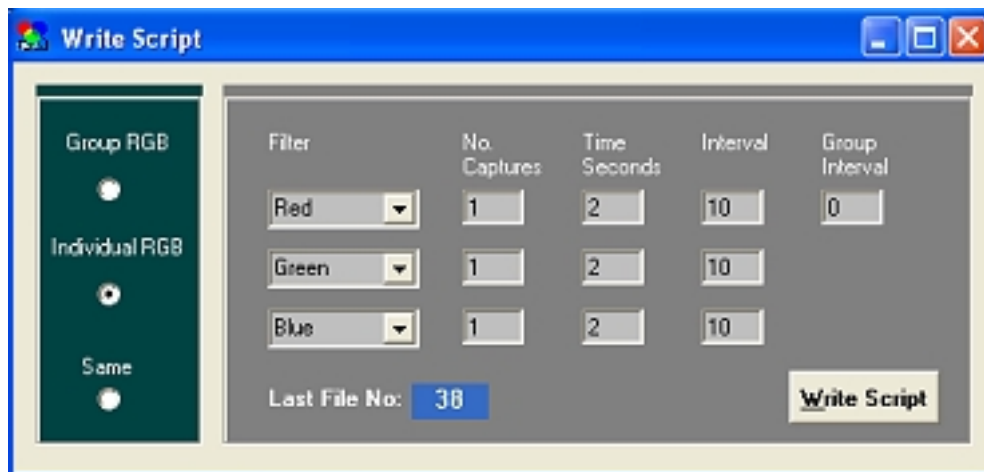 Write Script
Group RGB
Individual RGB
Same
Filter No. Captures Time Seconds Interval Group Interval
Red 1 2 10 0
Green 1 2 10
Blue 1 2 10
Last File No: 38
Write Script